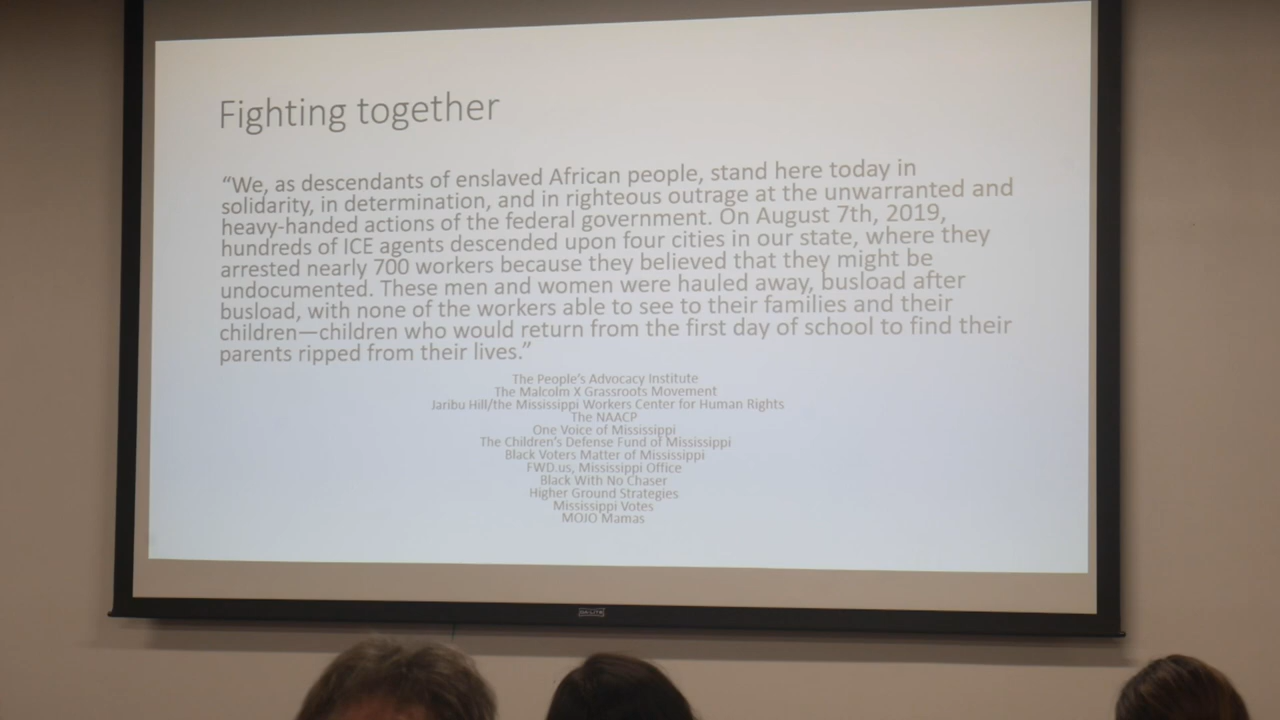 Fighting together
“We, as descendants of enslaved African people, stand here today in
solidarity, in determination, and in righteous outrage at the unwarranted and
heavy-handed actions of the federal government. On August 7th, 2019,
hundreds of ICE agents descended upon four cities in our state, where they
arrested nearly 700 workers because they believed that they might be
undocumented. These men and women were hauled away, busload after
busload, with none of the workers able to see to their families and their
children—children who would return from the first day of school to find their
parents ripped from their lives.”
The People’s Advocacy Institute
The Malcolm X Grassroots Movement
Jaribu Hill/the Mississippi Workers Center for Human Rights
The NAACP
One Voice of Mississippi
The Children’s Defense Fund of Mississippi
Black Voters Matter of Mississippi
FWD.us, Mississippi Office
Black With No Chaser
Higher Ground Strategies
Mississippi Votes
MOJO Mamas
DA-LITE